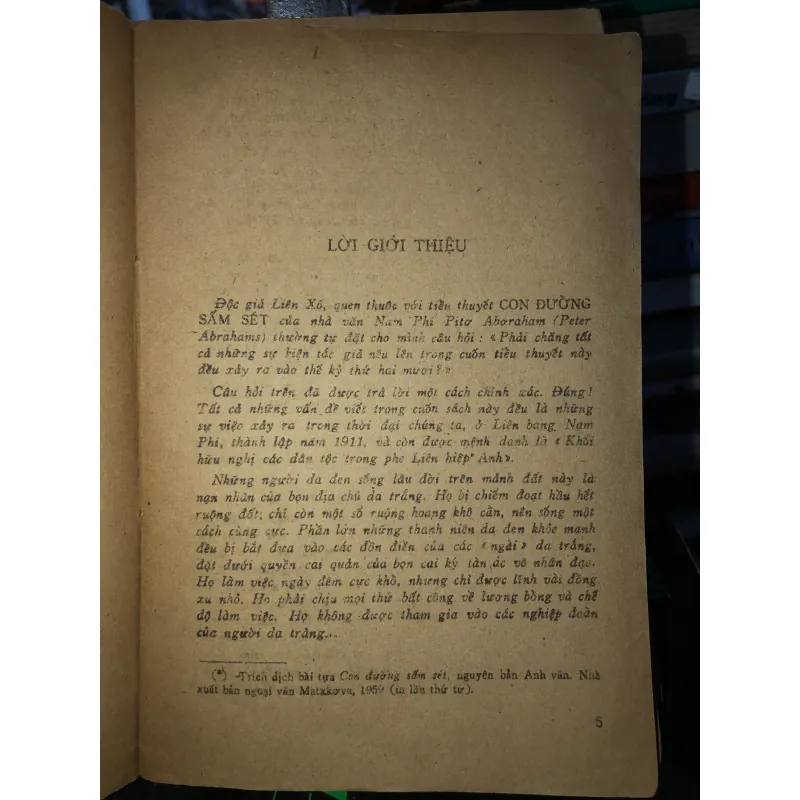 LỜI GIỚI THIỆU
Độc giả Liên Xô, quen thuộc với tiểu thuyết CON ĐƯỜNG
SẤM SÉT của nhà văn Nam Phi Pitơ Aboraham (Peter
Abrahams) thường tự đặt cho mình câu hỏi : « Phải chăng tất
cả những sự kiện tác giả nêu lên trong cuốn tiểu thuyết này
đều xảy ra vào thế kỷ thứ hai mươi? »
Câu hỏi trên đã được trả lời một cách chính xác. Đúng!
Tất cả những vấn đề viết trong cuốn sách này đều là những
sự việc xảy ra trong thời đại chúng ta, ở Liên bang Nam
Phi, thành lập năm 1911, và còn được mệnh danh là « Khối
hữu nghị các dân tộc trong phe Liên hiệp* Anh».
Những người da đen sống lâu đời trên mảnh đất này là
nạn nhân của bọn địa chủ da trắng. Họ bị chiếm đoạt hầu hết
ruộng đất; chỉ còn một số ruộng hoang khô cằn, nên sống một
cách cùng cực. Phần lớn những thanh niên da đen khỏe mạnh
đều bị bắt đưa vào các đồn điền của các « ngài » da trắng,
đặt dưới quyền cai quản của bọn cai kỳ tàn ác vô nhân đạo.
Họ làm việc ngày đêm cực khổ, nhưng chỉ được lĩnh vài đồng
xu nhỏ. Họ phải chịu mọi thứ bất công về lương bổng và chế
độ làm việc. Họ không được tham gia vào các nghiệp đoàn
của người da trắng...
(*) Trích dịch bài tựa Con đường sấm sét, nguyên bản Anh văn. Nhà
xuất bản ngoại văn Matxkơva, 1959 (in lần thứ tư).
5